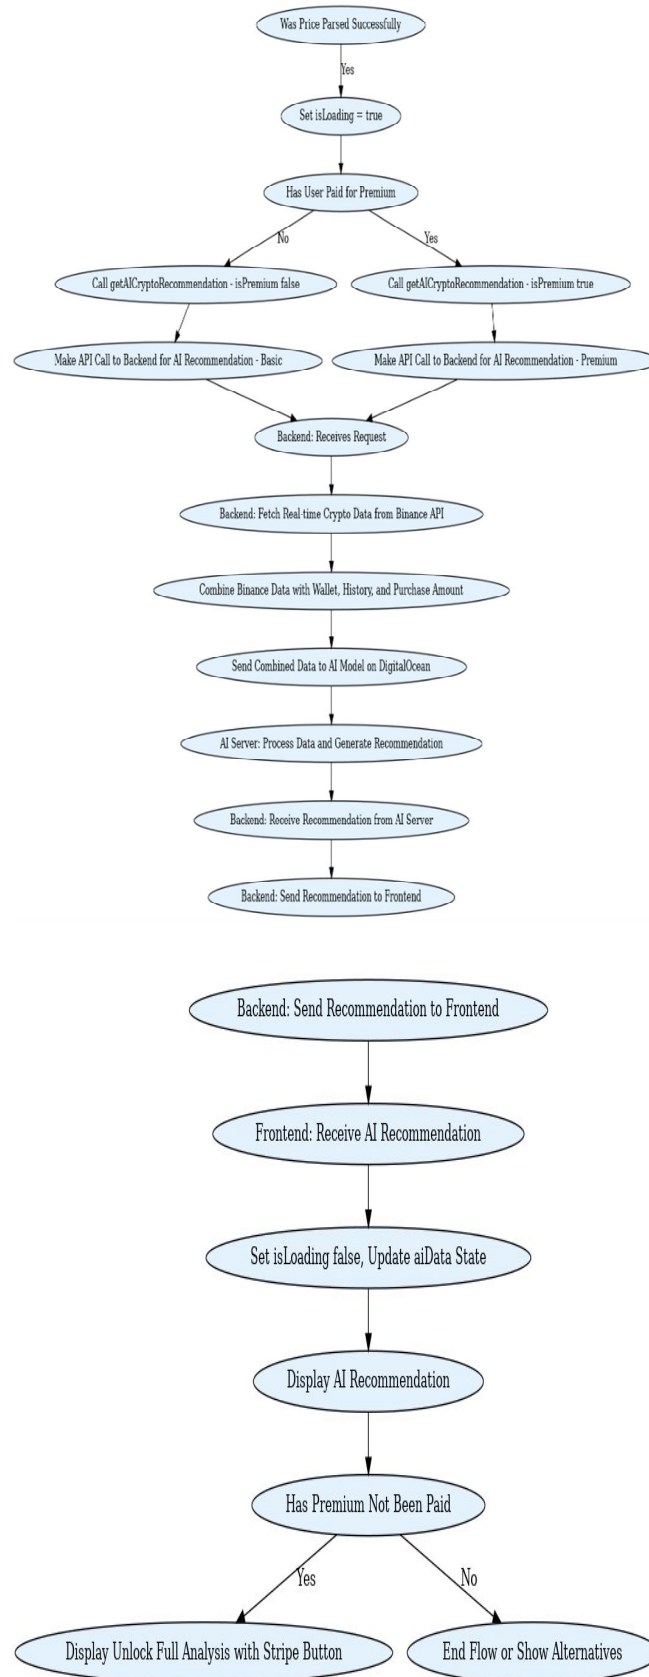 Was Price Parsed Successfully
Yes
Set isLoading = true
Has User Paid for Premium
No
Yes
Call getAICryptoRecommendation - isPremium false
Call getAICryptoRecommendation - isPremium true
Make API Call to Backend for AI Recommendation - Basic
Make API Call to Backend for AI Recommendation - Premium
Backend: Receives Request
Backend: Fetch Real-time Crypto Data from Binance API
Combine Binance Data with Wallet, History, and Purchase Amount
Send Combined Data to AI Model on DigitalOcean
AI Server: Process Data and Generate Recommendation
Backend: Receive Recommendation from AI Server
Backend: Send Recommendation to Frontend
Backend: Send Recommendation to Frontend
Frontend: Receive AI Recommendation
Set isLoading false, Update aiData State
Display AI Recommendation
Has Premium Not Been Paid
Yes
No
Display Unlock Full Analysis with Stripe Button
End Flow or Show Alternatives